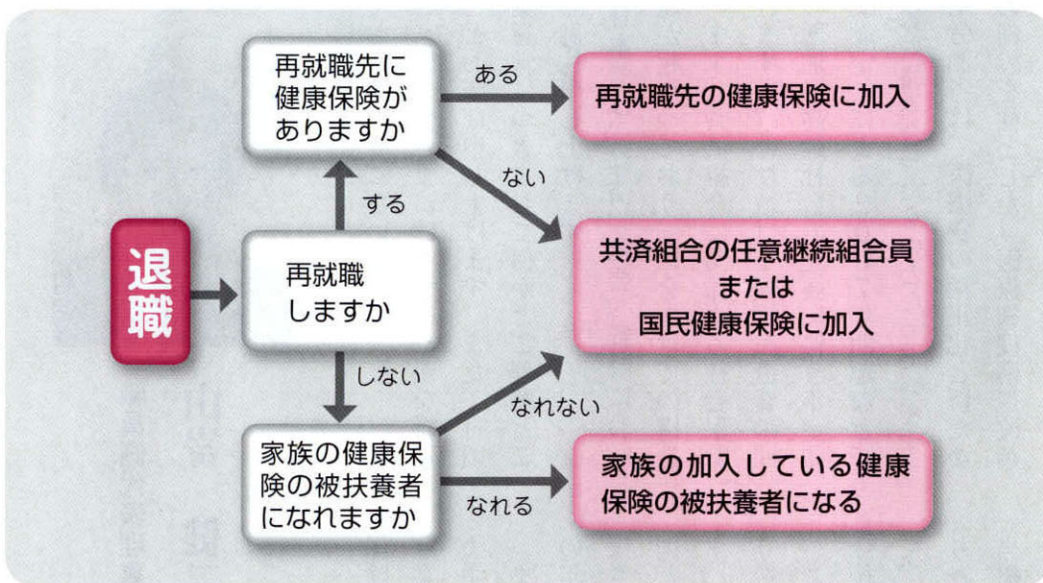 退職
再就職
しますか
する
再就職先に
健康保険が
ありますか
ある
再就職先の健康保険に加入
ない
共済組合の任意継続組合員
または
国民健康保険に加入
しない
家族の健康保
険の被扶養者
になれますか
なれない
なれる
家族の加入している健康
保険の被扶養者になる